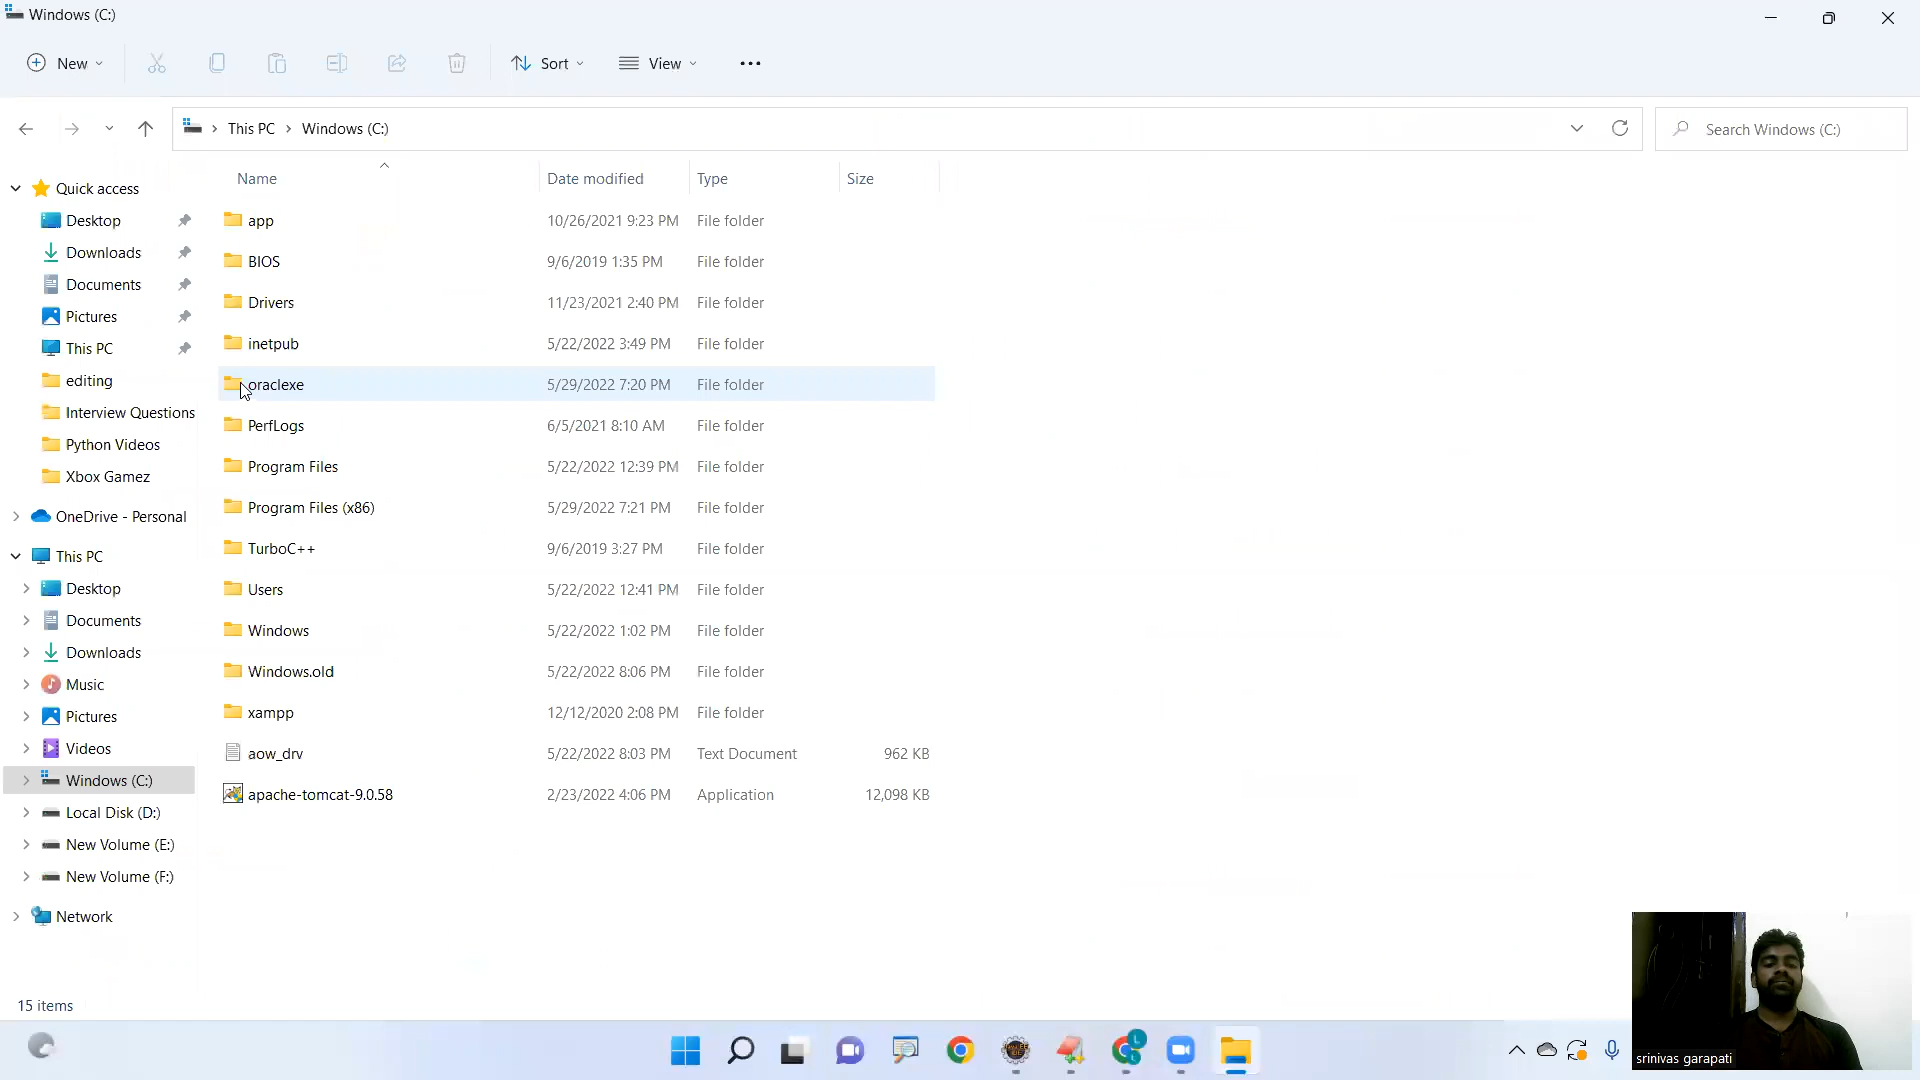 Windows (C:)
New
Sort
View
This PC
Windows (C:)
Search Windows (C:)
Name
Date modified
Type
Size
Quick access
Desktop
Downloads
Documents
Pictures
This PC
editing
Interview Questions
Python Videos
Xbox Gamez
OneDrive - Personal
This PC
Desktop
Documents
Downloads
Music
Pictures
Videos
Windows (C:)
Local Disk (D:)
New Volume (E:)
New Volume (F:)
Network
app 10/26/2021 9:23 PM File folder
BIOS 9/6/2019 1:35 PM File folder
Drivers 11/23/2021 2:40 PM File folder
inetpub 5/22/2022 3:49 PM File folder
oraclexe 5/29/2022 7:20 PM File folder
PerfLogs 6/5/2021 8:10 AM File folder
Program Files 5/22/2022 12:39 PM File folder
Program Files (x86) 5/29/2022 7:21 PM File folder
TurboC++ 9/6/2019 3:27 PM File folder
Users 5/22/2022 12:41 PM File folder
Windows 5/22/2022 1:02 PM File folder
Windows.old 5/22/2022 8:06 PM File folder
xampp 12/12/2020 2:08 PM File folder
aow_drv 5/22/2022 8:03 PM Text Document 962 KB
apache-tomcat-9.0.58 2/23/2022 4:06 PM Application 12,098 KB
15 items
L
L
srinivas garapati